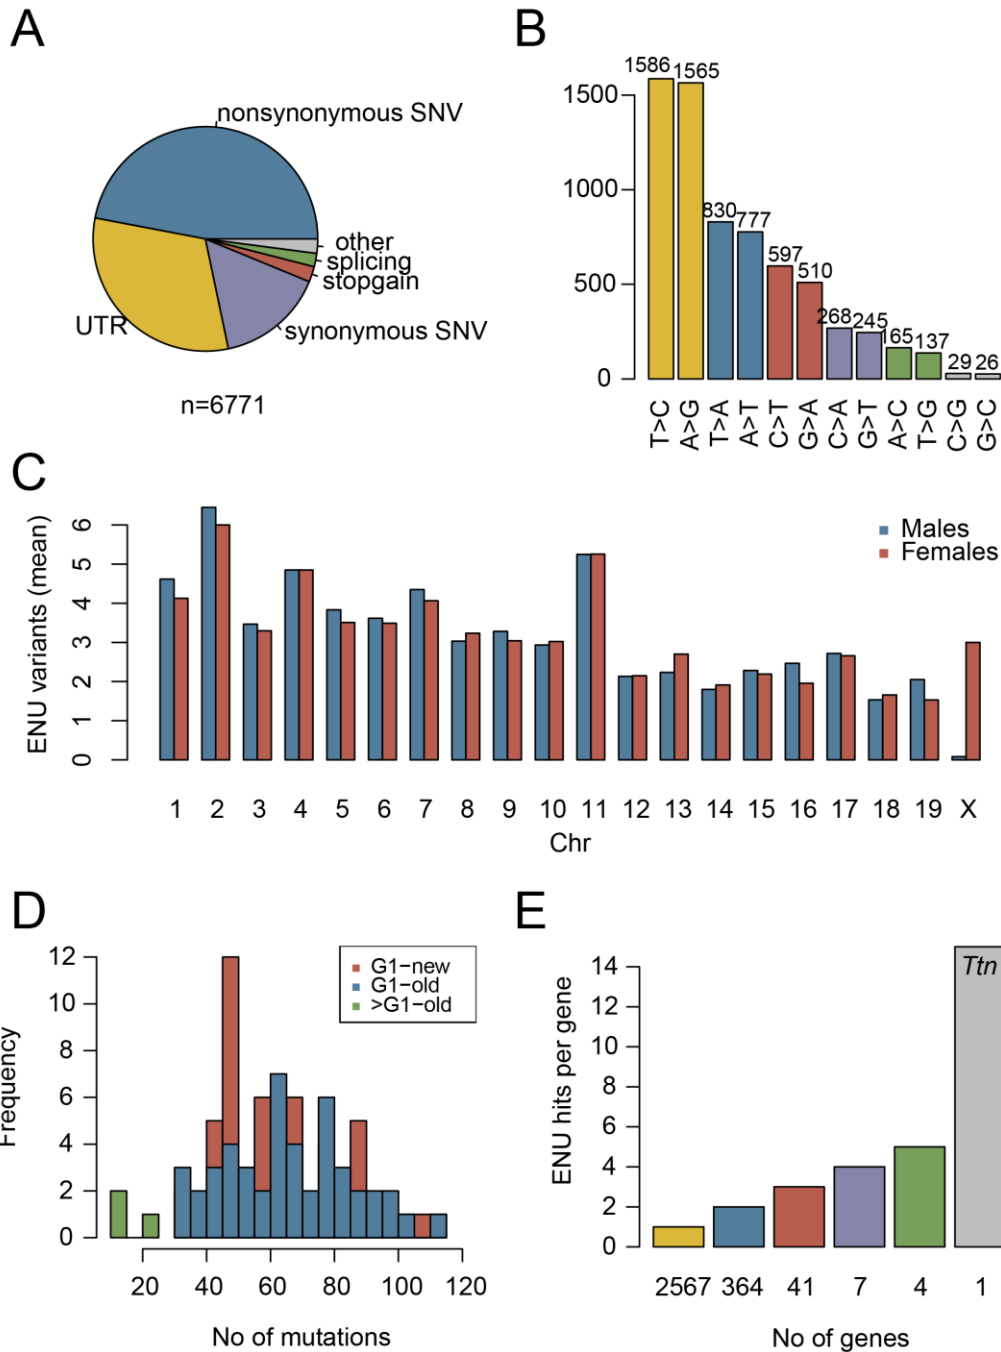 A
nonsynonymous SNV
other
splicing
stopgain
synonymous SNV
UTR
n=6771
B
1500
1000
500
0
1586
1565
830
777
597
510
268
245
165
137
29
26
T>C
A>G
T>A
A>T
C>T
G>A
C>A
G>T
A>C
T>G
C>G
G>C
C
ENU variants (mean)
6
5
4
3
2
1
0
Males
Females
1 2 3 4 5 6 7 8 9 10 11 12 13 14 15 16 17 18 19 X
Chr
D
Frequency
12
10
8
6
4
2
0
G1−new
G1−old
>G1−old
20 40 60 80 100 120
No of mutations
E
ENU hits per gene
14
12
10
8
6
4
2
0
Ttn
2567 364 41 7 4 1
No of genes